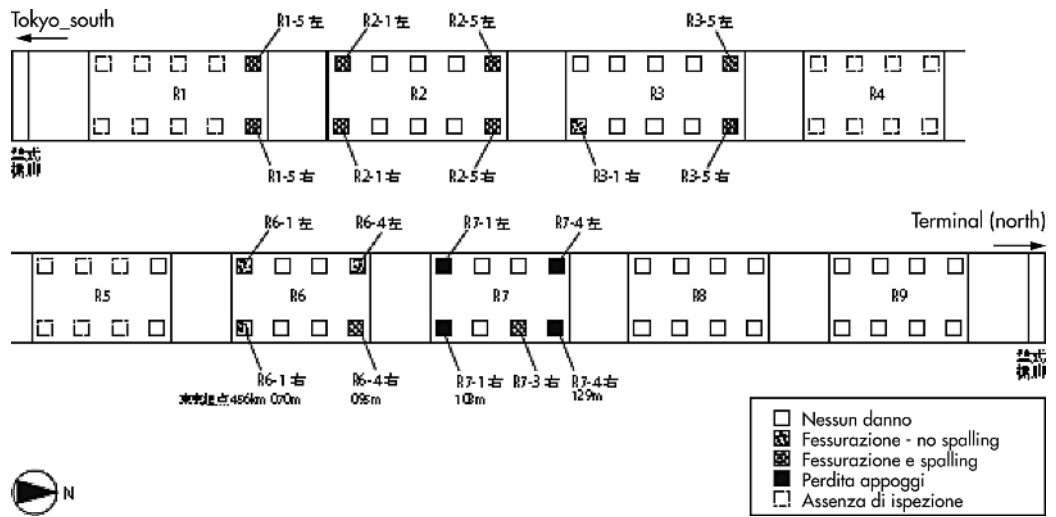 Tokyo_south
R1-5 左
R2-1 左
R2-5 左
R3-5 左
R1
R2
R3
R4
R1-5 右
R2-1 右
R2-5 右
R3-1 右
R3-5 右
R6-1 左
R6-4 左
R7-1 左
R7-4 左
Terminal (north)
R5
R6
R7
R8
R9
R6-1 右
R6-4 右
R7-1 右
R7-3 右
R7-4 右
070m
103m
129m
Nessun danno
Fessurazione - no spalling
Fessurazione e spalling
Perdita appoggi
Assenza di ispezione
N